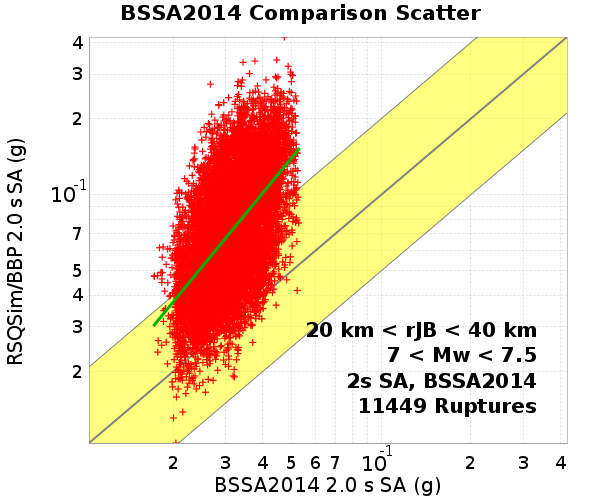 BSSA2014 Comparison Scatter
RSQSim/BBP 2.0 s SA (g)
4
3
2
10-1
7
5
4
3
2
20 km < rJB < 40 km
7 < Mw < 7.5
2s SA, BSSA2014
11449 Ruptures
2 3 4 5 6 7 10-1 2 3 4
BSSA2014 2.0 s SA (g)